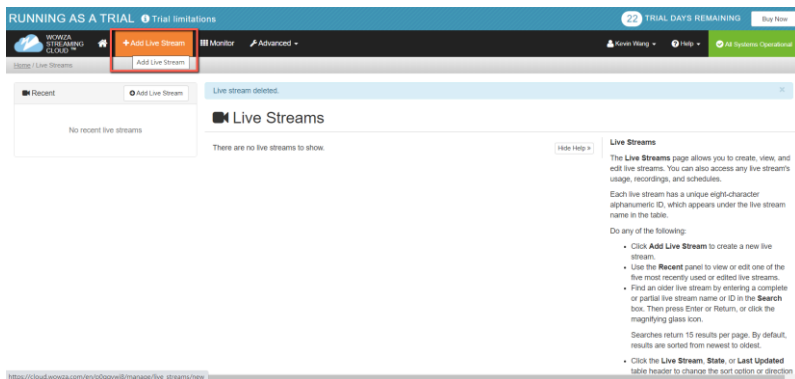 RUNNING AS A TRIAL Trial limitations
22 TRIAL DAYS REMAINING Buy Now
WOWZA
STREAMING
CLOUD ™
+ Add Live Stream
Monitor
Advanced
Kevin Wang
Help
All Systems Operational
Add Live Stream
Home / Live Streams
Recent
Add Live Stream
No recent live streams
Live stream deleted.
×
Live Streams
There are no live streams to show.
Hide Help »
Live Streams
The Live Streams page allows you to create, view, and
edit live streams. You can also access any live stream's
usage, recordings, and schedules.
Each live stream has a unique eight-character
alphanumeric ID, which appears under the live stream
name in the table.
Do any of the following:
• Click Add Live Stream to create a new live
stream.
• Use the Recent panel to view or edit one of the
five most recently used or edited live streams.
• Find an older live stream by entering a complete
or partial live stream name or ID in the Search
box. Then press Enter or Return, or click the
magnifying glass icon.
Searches return 15 results per page. By default,
results are sorted from newest to oldest.
• Click the Live Stream, State, or Last Updated
table header to change the sort option or direction